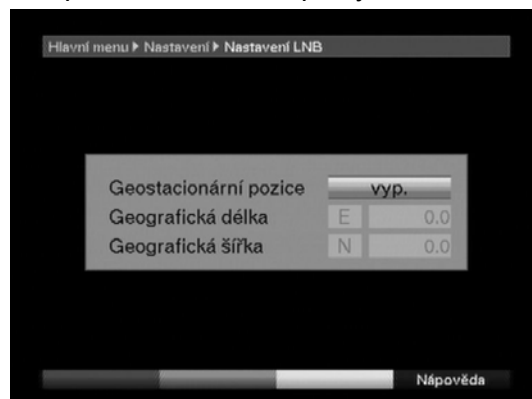 Hlavní menu ▶ Nastavení ▶ Nastavení LNB
Geostacionární pozice vyp.
Geografická délka E 0.0
Geografická šířka N 0.0
Nápověda